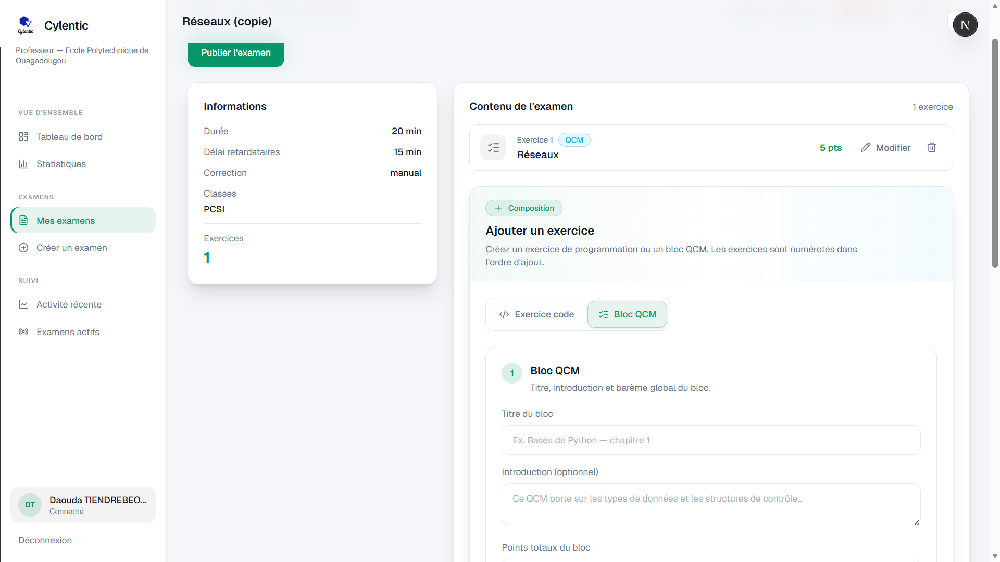 Cylentic
Cylentic
Professeur — Ecole Polytechnique de
Ouagadougou
VUE D'ENSEMBLE
Tableau de bord
Statistiques
EXAMENS
Mes examens
Créer un examen
SUIVI
Activité récente
Examens actifs
DT
Daouda TIENDREBEO...
Connecté
Déconnexion
Réseaux (copie)
N
Publier l'examen
Informations
Durée
20 min
Délai retardataires
15 min
Correction
manual
Classes
PCSI
Exercices
1
Contenu de l'examen
1 exercice
Exercice 1
QCM
Réseaux
5 pts
Modifier
Composition
Ajouter un exercice
Créez un exercice de programmation ou un bloc QCM. Les exercices sont numérotés dans
l'ordre d'ajout.
Exercice code
Bloc QCM
1
Bloc QCM
Titre, introduction et barème global du bloc.
Titre du bloc
Ex. Bases de Python — chapitre 1
Introduction (optionnel)
Ce QCM porte sur les types de données et les structures de contrôle...
Points totaux du bloc